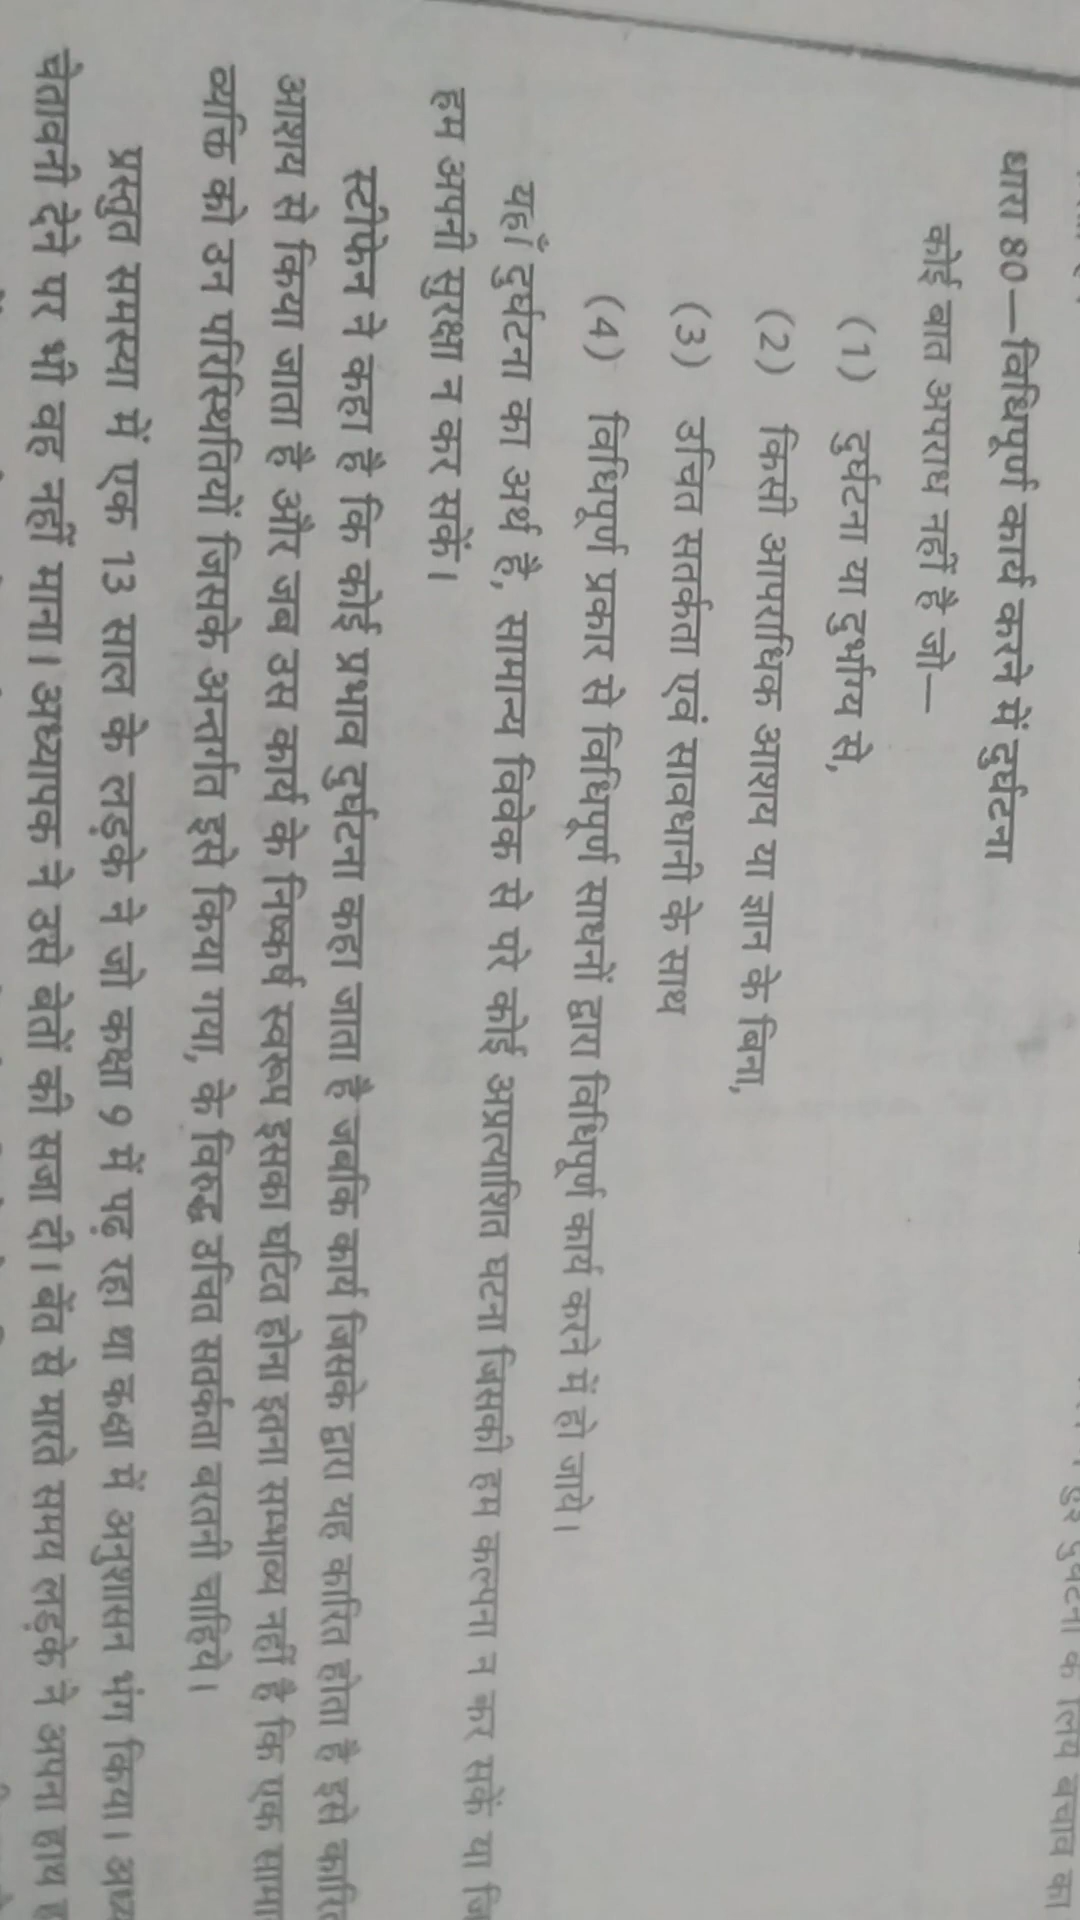 हुई दुर्घटना के लिये बचाव का
धारा 80—विधिपूर्ण कार्य करने में दुर्घटना
कोई बात अपराध नहीं है जो—
(1) दुर्घटना या दुर्भाग्य से,
(2) किसी आपराधिक आशय या ज्ञान के बिना,
(3) उचित सतर्कता एवं सावधानी के साथ
(4) विधिपूर्ण प्रकार से विधिपूर्ण साधनों द्वारा विधिपूर्ण कार्य करने में हो जाये।
यहाँ दुर्घटना का अर्थ है, सामान्य विवेक से परे कोई अप्रत्याशित घटना जिसकी हम कल्पना न कर सकें या
हम अपनी सुरक्षा न कर सकें।
स्टीफेन ने कहा है कि कोई प्रभाव दुर्घटना कहा जाता है जबकि कार्य जिसके द्वारा यह कारित होता है इसे
आशय से किया जाता है और जब उस कार्य के निष्कर्ष स्वरूप इसका घटित होना इतना सम्भाव्य नहीं है कि एक
व्यक्ति को उन परिस्थितियों जिसके अन्तर्गत इसे किया गया, के विरुद्ध उचित सतर्कता बरतनी चाहिये।
प्रस्तुत समस्या में एक 13 साल के लड़के ने जो कक्षा 9 में पढ़ रहा था कक्षा में अनुशासन भंग किया।
चेतावनी देने पर भी वह नहीं माना। अध्यापक ने उसे बेतों की सजा दी। बेंत से मारते समय लड़के ने अपना हाथ